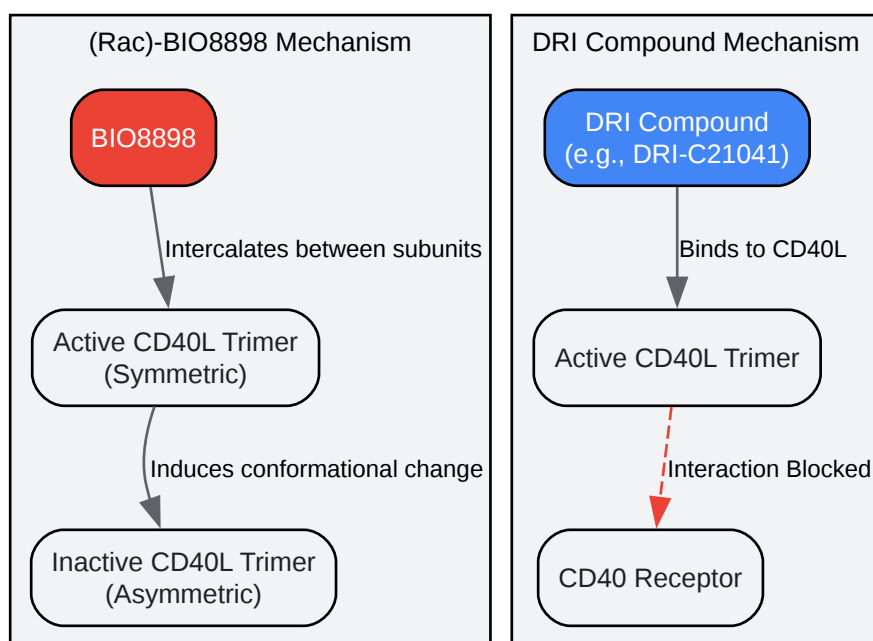 (Rac)-BIO8898 Mechanism
BIO8898
Intercalates between subunits
Active CD40L Trimer
(Symmetric)
Induces conformational change
Inactive CD40L Trimer
(Asymmetric)
DRI Compound Mechanism
DRI Compound
(e.g., DRI-C21041)
Binds to CD40L
Active CD40L Trimer
Interaction Blocked
CD40 Receptor